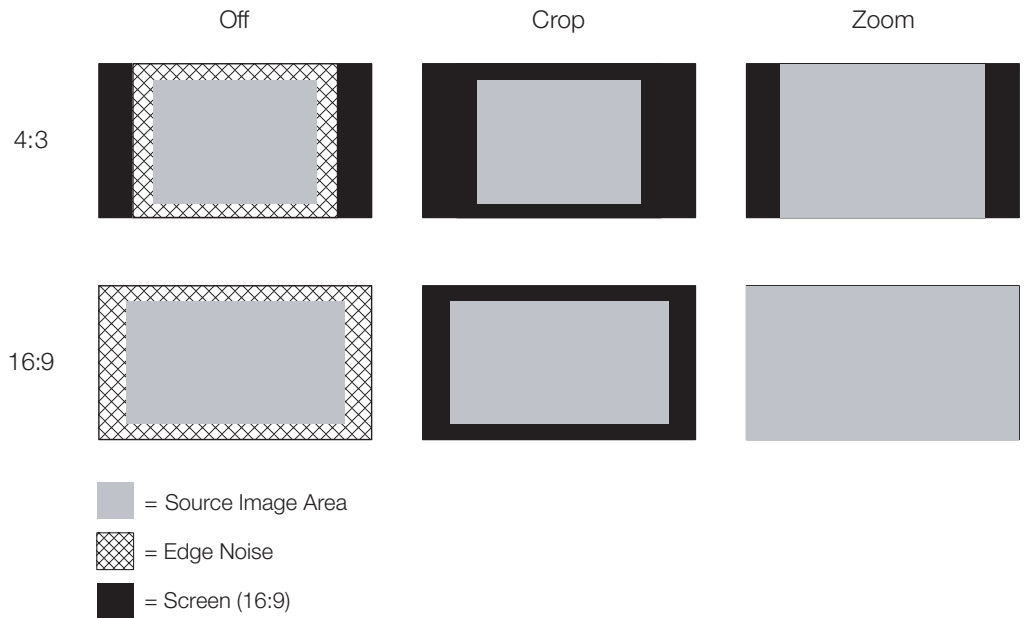 Off Crop Zoom
4:3
16:9
= Source Image Area
= Edge Noise
= Screen (16:9)